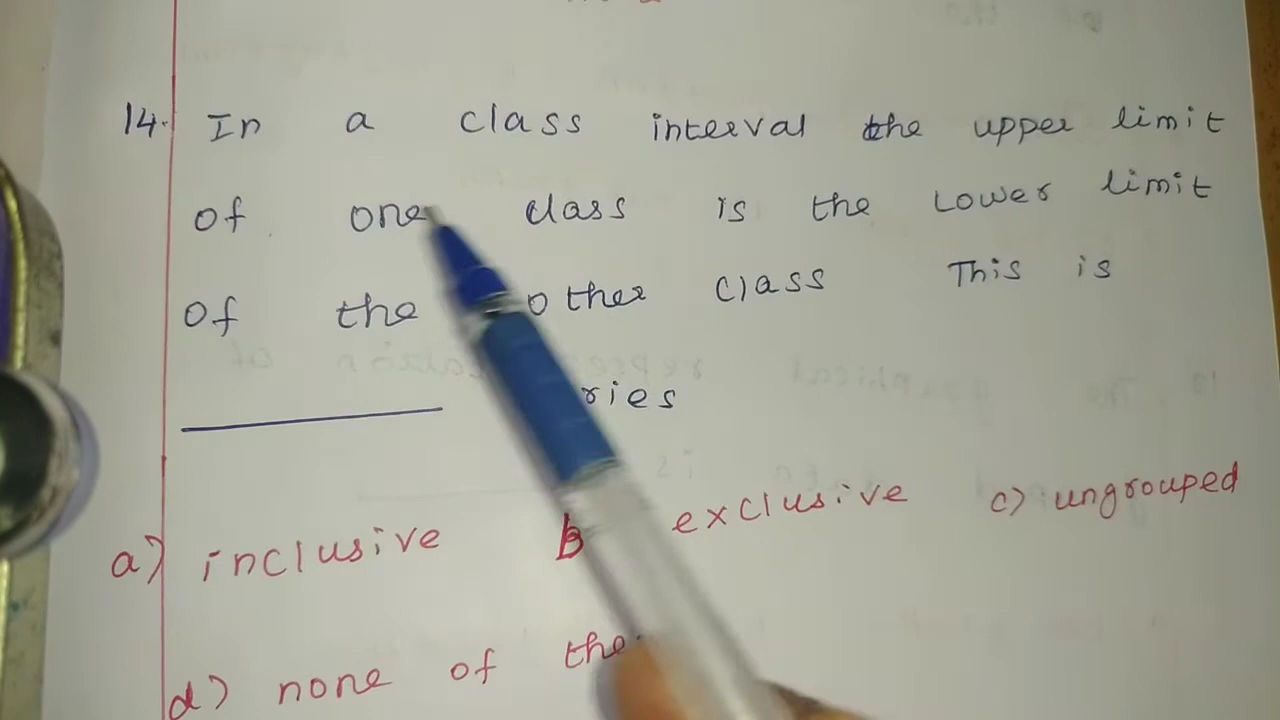 14. In a class interval the upper limit
of one class is the Lower limit
of the other class This is
ries
a) inclusive b exclusive c) ungrouped
d) none of the